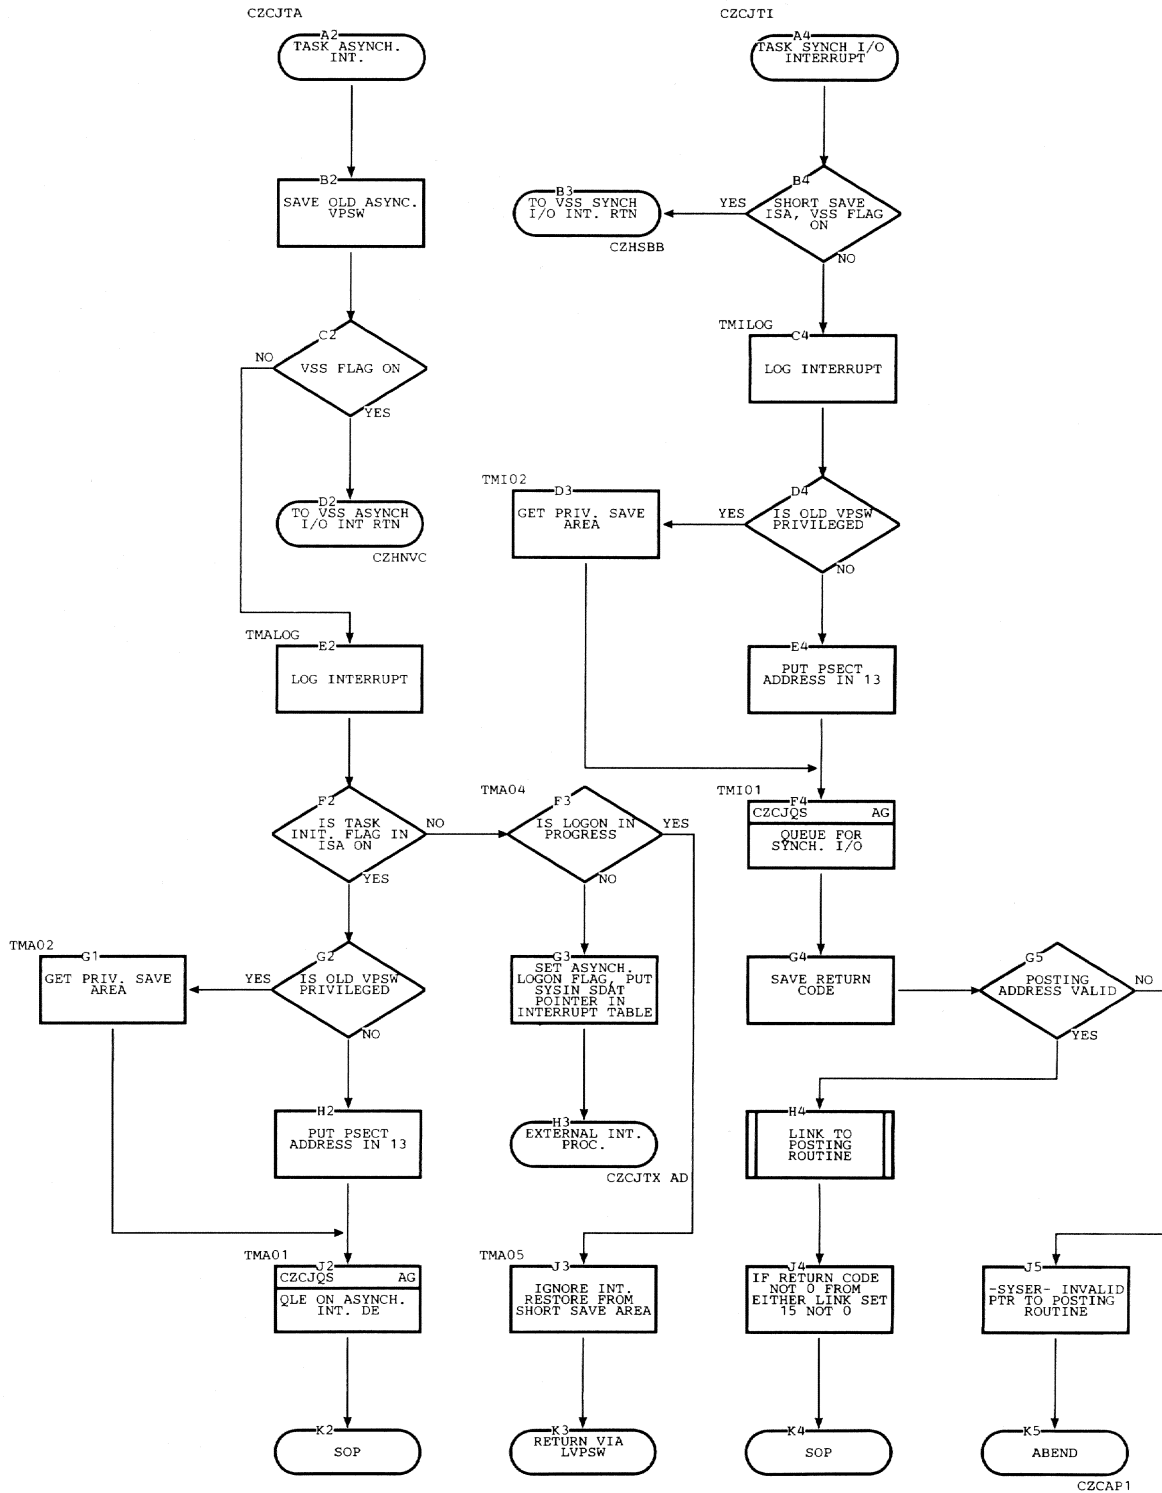 CZCJTA
A2
TASK ASYNCH.
INT.
B2
SAVE OLD ASYNC.
VPSW
C2
VSS FLAG ON
NO
YES
D2
TO VSS ASYNCH
I/O INT RTN
CZHNVC
TMALOG
E2
LOG INTERRUPT
F2
IS TASK
INIT. FLAG IN
ISA ON
NO
YES
TMA02
G1
GET PRIV. SAVE
AREA
G2
IS OLD VPSW
PRIVILEGED
YES
NO
H2
PUT PSECT
ADDRESS IN 13
TMA01
J2
CZCJQS AG
QLE ON ASYNCH.
INT. DE
K2
SOP
TMA04
F3
IS LOGON IN
PROGRESS
YES
NO
G3
SET ASYNCH.
LOGON FLAG, PUT
SYSIN SDAT
POINTER IN
INTERRUPT TABLE
H3
EXTERNAL INT.
PROC.
CZCJTX AD
TMA05
J3
IGNORE INT.
RESTORE FROM
SHORT SAVE AREA
K3
RETURN VIA
LVPSW
CZCJTI
A4
TASK SYNCH I/O
INTERRUPT
B3
TO VSS SYNCH
I/O INT. RTN
CZHSBB
B4
SHORT SAVE
ISA, VSS FLAG
ON
YES
NO
TMILOG
C4
LOG INTERRUPT
TMI02
D3
GET PRIV. SAVE
AREA
D4
IS OLD VPSW
PRIVILEGED
YES
NO
E4
PUT PSECT
ADDRESS IN 13
TMI01
F4
CZCJQS AG
QUEUE FOR
SYNCH. I/O
G4
SAVE RETURN
CODE
G5
POSTING
ADDRESS VALID
NO
YES
H4
LINK TO
POSTING
ROUTINE
J4
IF RETURN CODE
NOT 0 FROM
EITHER LINK SET
15 NOT 0
K4
SOP
J5
-SYSER- INVALID
PTR TO POSTING
ROUTINE
K5
ABEND
CZCAP1